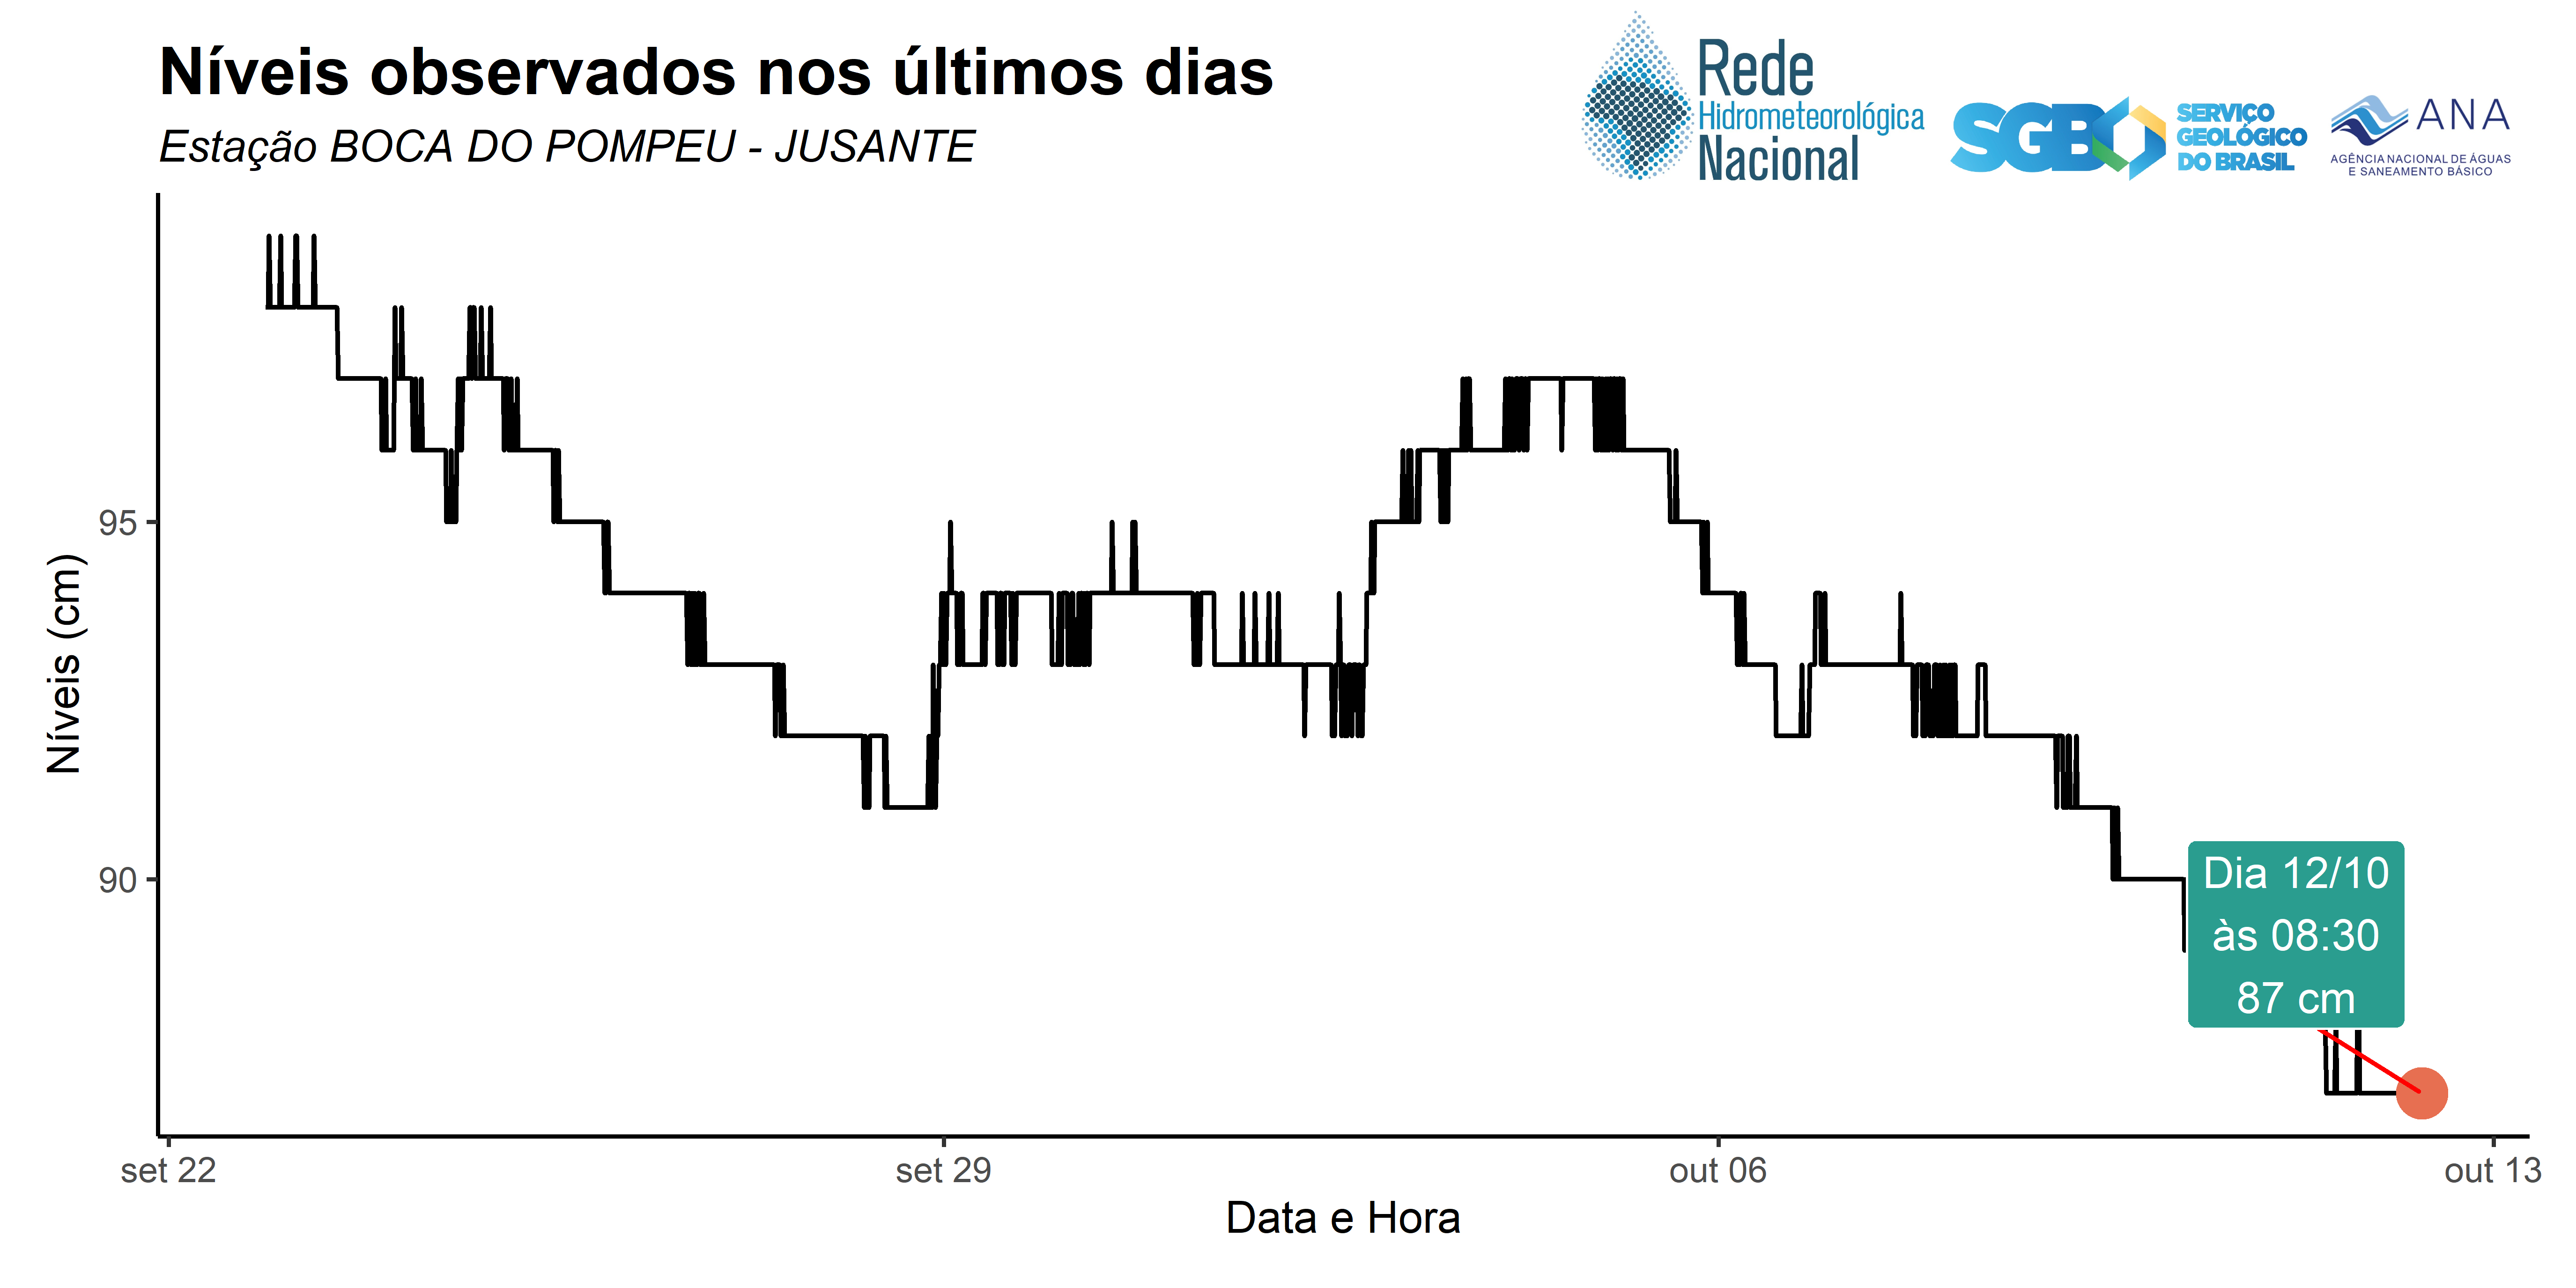 Níveis observados nos últimos dias
Estação BOCA DO POMPEU - JUSANTE
Rede
Hidrometeorológica
Nacional
SGB
SERVIÇO
GEOLÓGICO
DO BRASIL
ANA
AGÊNCIA NACIONAL DE ÁGUAS
E SANEAMENTO BÁSICO
Níveis (cm)
95
90
Dia 12/10
às 08:30
87 cm
set 22
set 29
out 06
out 13
Data e Hora